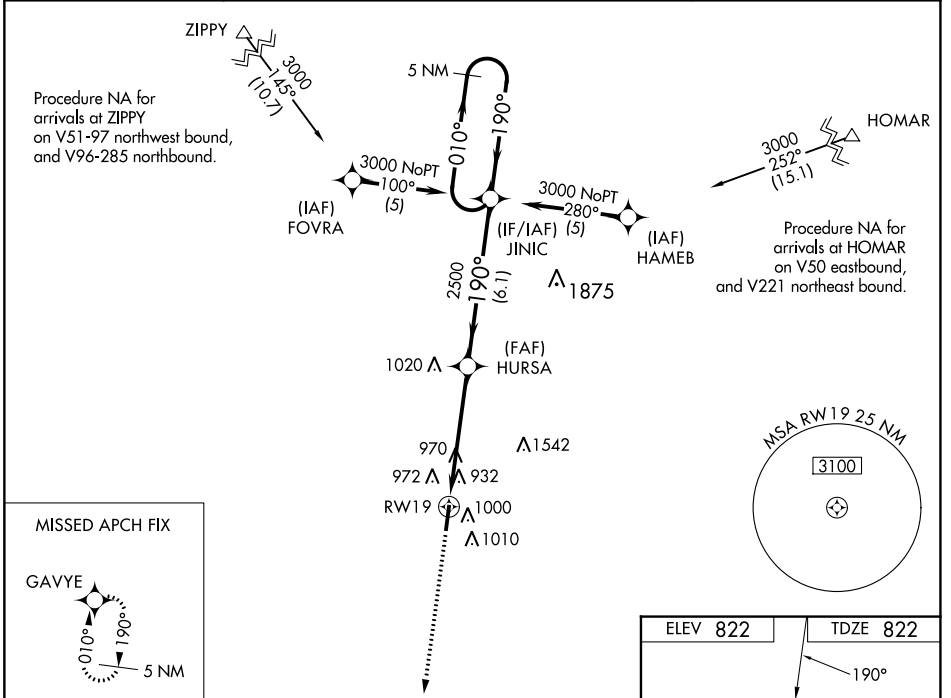 ZIPPY
3000
145°
(10.7)
Procedure NA for
arrivals at ZIPPY
on V51-97 northwest bound,
and V96-285 northbound.
5 NM
010°
190°
HOMAR
3000
252°
(15.1)
3000 NoPT
100°
(5)
(IAF)
FOVRA
3000 NoPT
280°
(5)
(IF/IAF)
JINIC
(IAF)
HAMEB
Procedure NA for
arrivals at HOMAR
on V50 eastbound,
and V221 northeast bound.
2500
190°
(6.1)
1875
1020
(FAF)
HURSA
970
1542
972
932
RW19
1000
1010
MSA RW19 25 NM
3100
MISSED APCH FIX
GAVYE
010°
190°
5 NM
ELEV 822
TDZE 822
190°